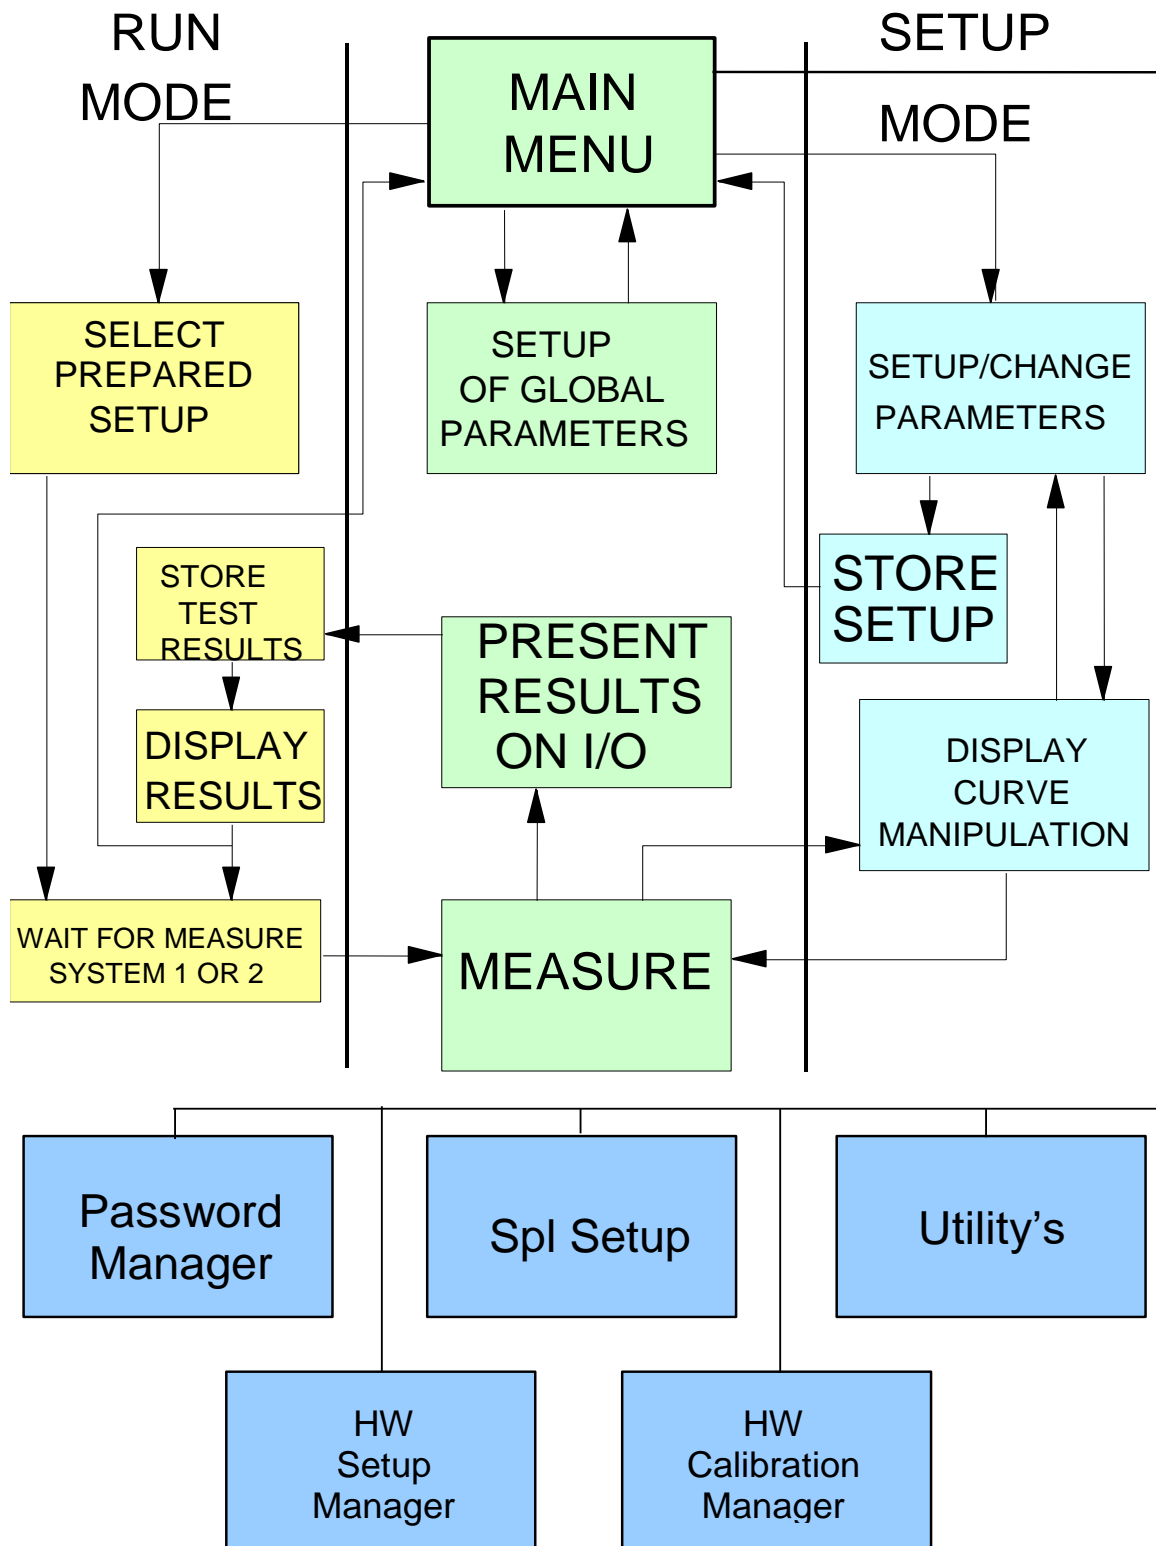 RUN
MODE
MAIN
MENU
SETUP
MODE
SELECT
PREPARED
SETUP
SETUP
OF GLOBAL
PARAMETERS
SETUP/CHANGE
PARAMETERS
STORE
TEST
RESULTS
PRESENT
RESULTS
ON I/O
STORE
SETUP
DISPLAY
RESULTS
DISPLAY
CURVE
MANIPULATION
WAIT FOR MEASURE
SYSTEM 1 OR 2
MEASURE
Password
Manager
Spl Setup
Utility’s
HW
Setup
Manager
HW
Calibration
Manager